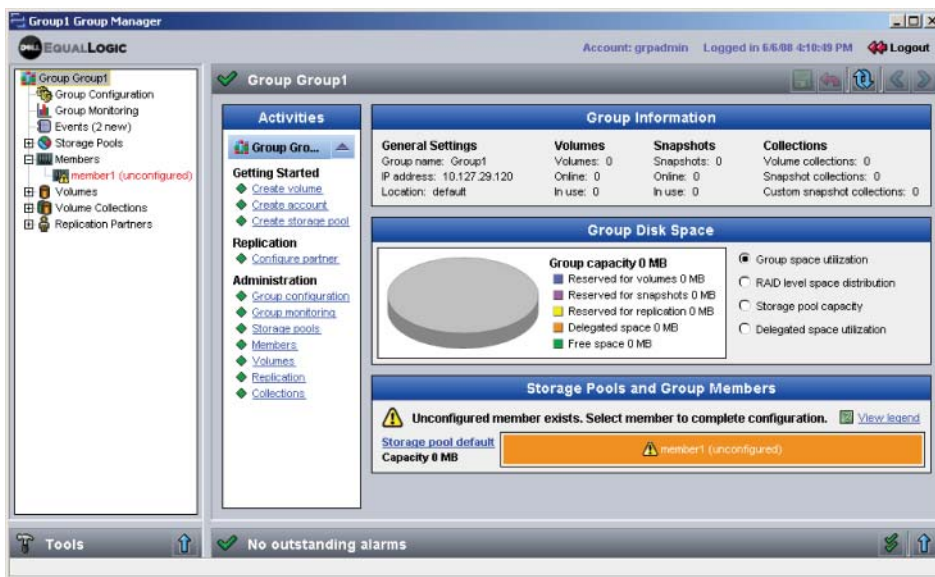 Group1 Group Manager
DELL EQUALLOGIC
Account: grpadmin Logged in 6/6/08 4:10:49 PM Logout
Group Group1
Group Configuration
Group Monitoring
Events (2 new)
Storage Pools
Members
member1 (unconfigured)
Volumes
Volume Collections
Replication Partners
Group Group1
Activities
Group Gro...
Getting Started
Create volume
Create account
Create storage pool
Replication
Configure partner
Administration
Group configuration
Group monitoring
Storage pools
Members
Volumes
Replication
Collections
Group Information
General Settings
Group name: Group1
IP address: 10.127.29.120
Location: default
Volumes
Volumes: 0
Online: 0
In use: 0
Snapshots
Snapshots: 0
Online: 0
In use: 0
Collections
Volume collections: 0
Snapshot collections: 0
Custom snapshot collections: 0
Group Disk Space
Group capacity 0 MB
Reserved for volumes 0 MB
Reserved for snapshots 0 MB
Reserved for replication 0 MB
Delegated space 0 MB
Free space 0 MB
Group space utilization
RAID level space distribution
Storage pool capacity
Delegated space utilization
Storage Pools and Group Members
Unconfigured member exists. Select member to complete configuration. View legend
Storage pool default
Capacity 0 MB
member1 (unconfigured)
Tools
No outstanding alarms